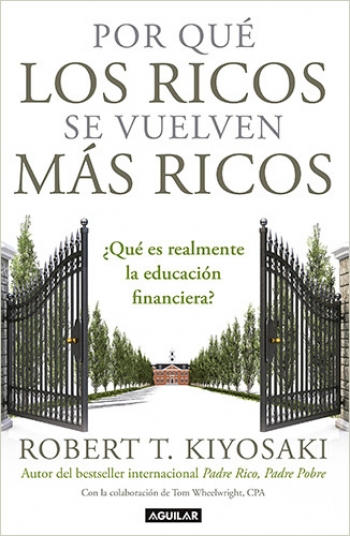 POR QUÉ
LOS RICOS
SE VUELVEN
MÁS RICOS
¿Qué es realmente
la educación
financiera?
ROBERT T. KIYOSAKI
Autor del bestseller internacional Padre Rico, Padre Pobre
Con la colaboración de Tom Wheelwright, CPA
AGUILAR